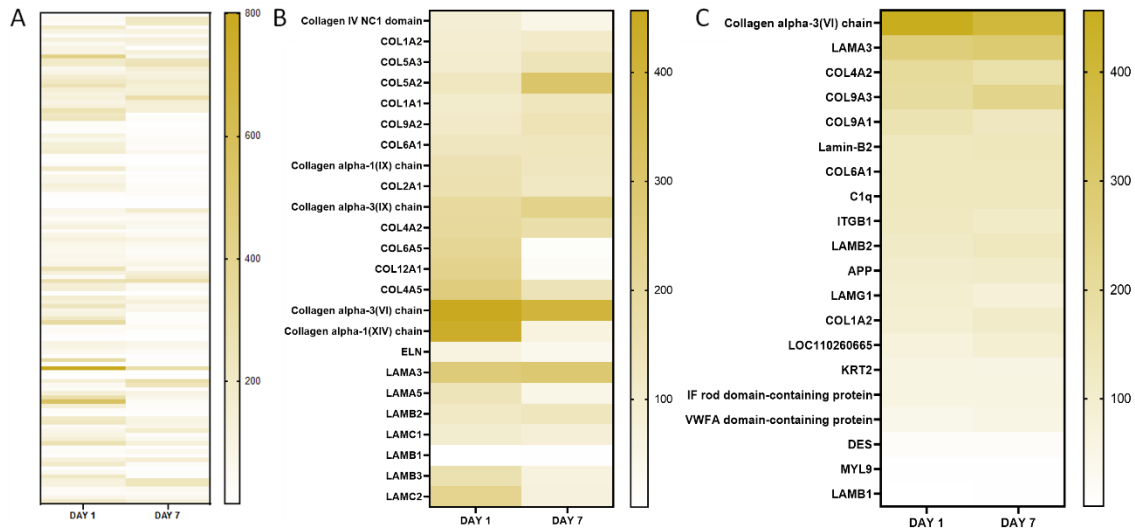 A
800
600
400
200
DAY 1
DAY 7
B
Collagen IV NC1 domain
COL1A2
COL5A3
COL5A2
COL1A1
COL9A2
COL6A1
Collagen alpha-1(IX) chain
COL2A1
Collagen alpha-3(IX) chain
COL4A2
COL6A5
COL12A1
COL4A5
Collagen alpha-3(VI) chain
Collagen alpha-1(XIV) chain
ELN
LAMA3
LAMA5
LAMB2
LAMC1
LAMB1
LAMB3
LAMC2
400
300
200
100
DAY 1
DAY 7
C
Collagen alpha-3(VI) chain
LAMA3
COL4A2
COL9A3
COL9A1
Lamin-B2
COL6A1
C1q
ITGB1
LAMB2
APP
LAMG1
COL1A2
LOC110260665
KRT2
IF rod domain-containing protein
VWFA domain-containing protein
DES
MYL9
LAMB1
400
300
200
100
DAY 1
DAY 7